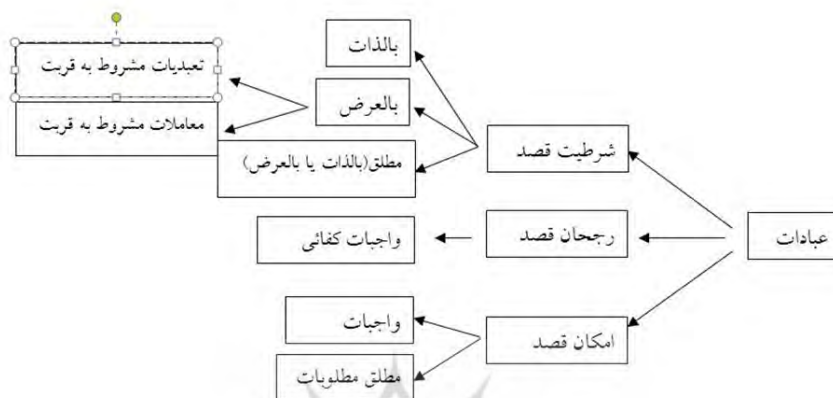 عبادات
شرطیت قصد
بالذات
بالعرض
تعبدیات مشروط به قربت
معاملات مشروط به قربت
مطلق(بالذات یا بالعرض)
رجحان قصد
واجبات کفائی
امکان قصد
واجبات
مطلق مطلوبات